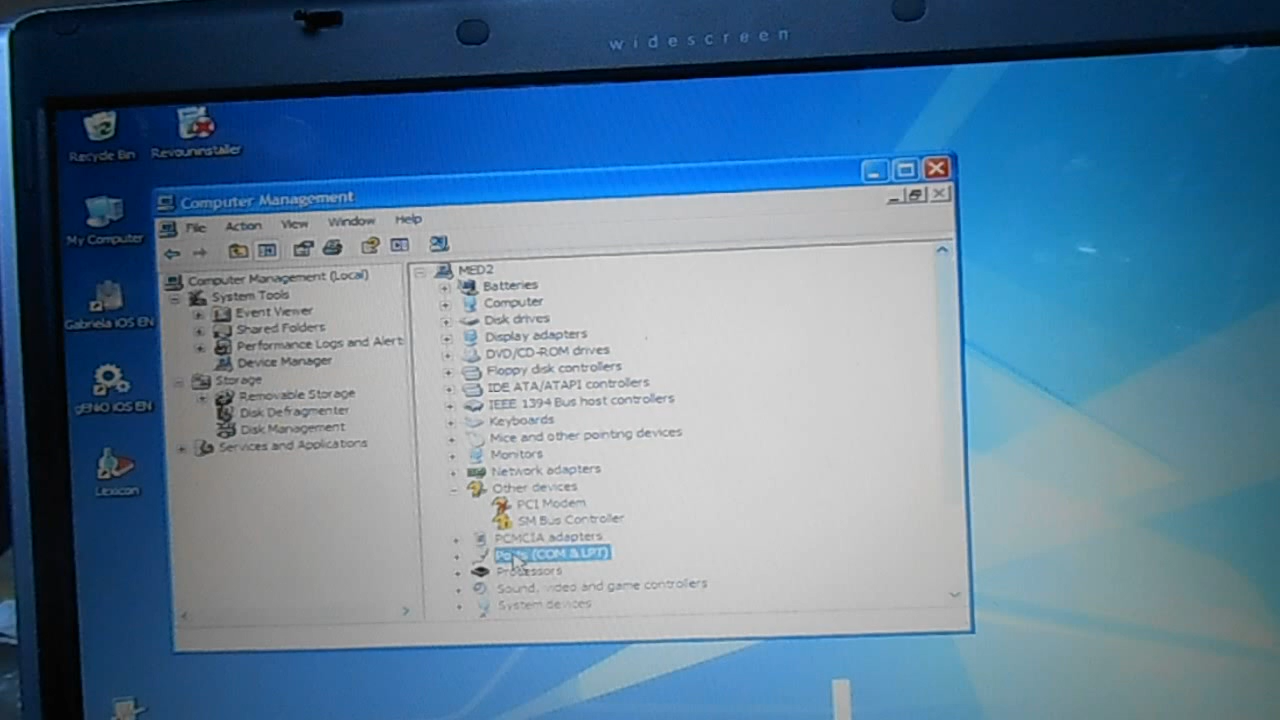 widescreen
Recycle Bin
Revouninstaller
My Computer
Gabriela iOS EN
gENIO iOS EN
Lexicon
Computer Management
File Action View Window Help
Computer Management (Local)
System Tools
Event Viewer
Shared Folders
Performance Logs and Alert
Device Manager
Storage
Removable Storage
Disk Defragmenter
Disk Management
Services and Applications
MED2
Batteries
Computer
Disk drives
Display adapters
DVD/CD-ROM drives
Floppy disk controllers
IDE ATA/ATAPI controllers
IEEE 1394 Bus host controllers
Keyboards
Mice and other pointing devices
Monitors
Network adapters
Other devices
PCI Modem
SM Bus Controller
PCMCIA adapters
Ports (COM & LPT)
Processors
Sound, video and game controllers
System devices